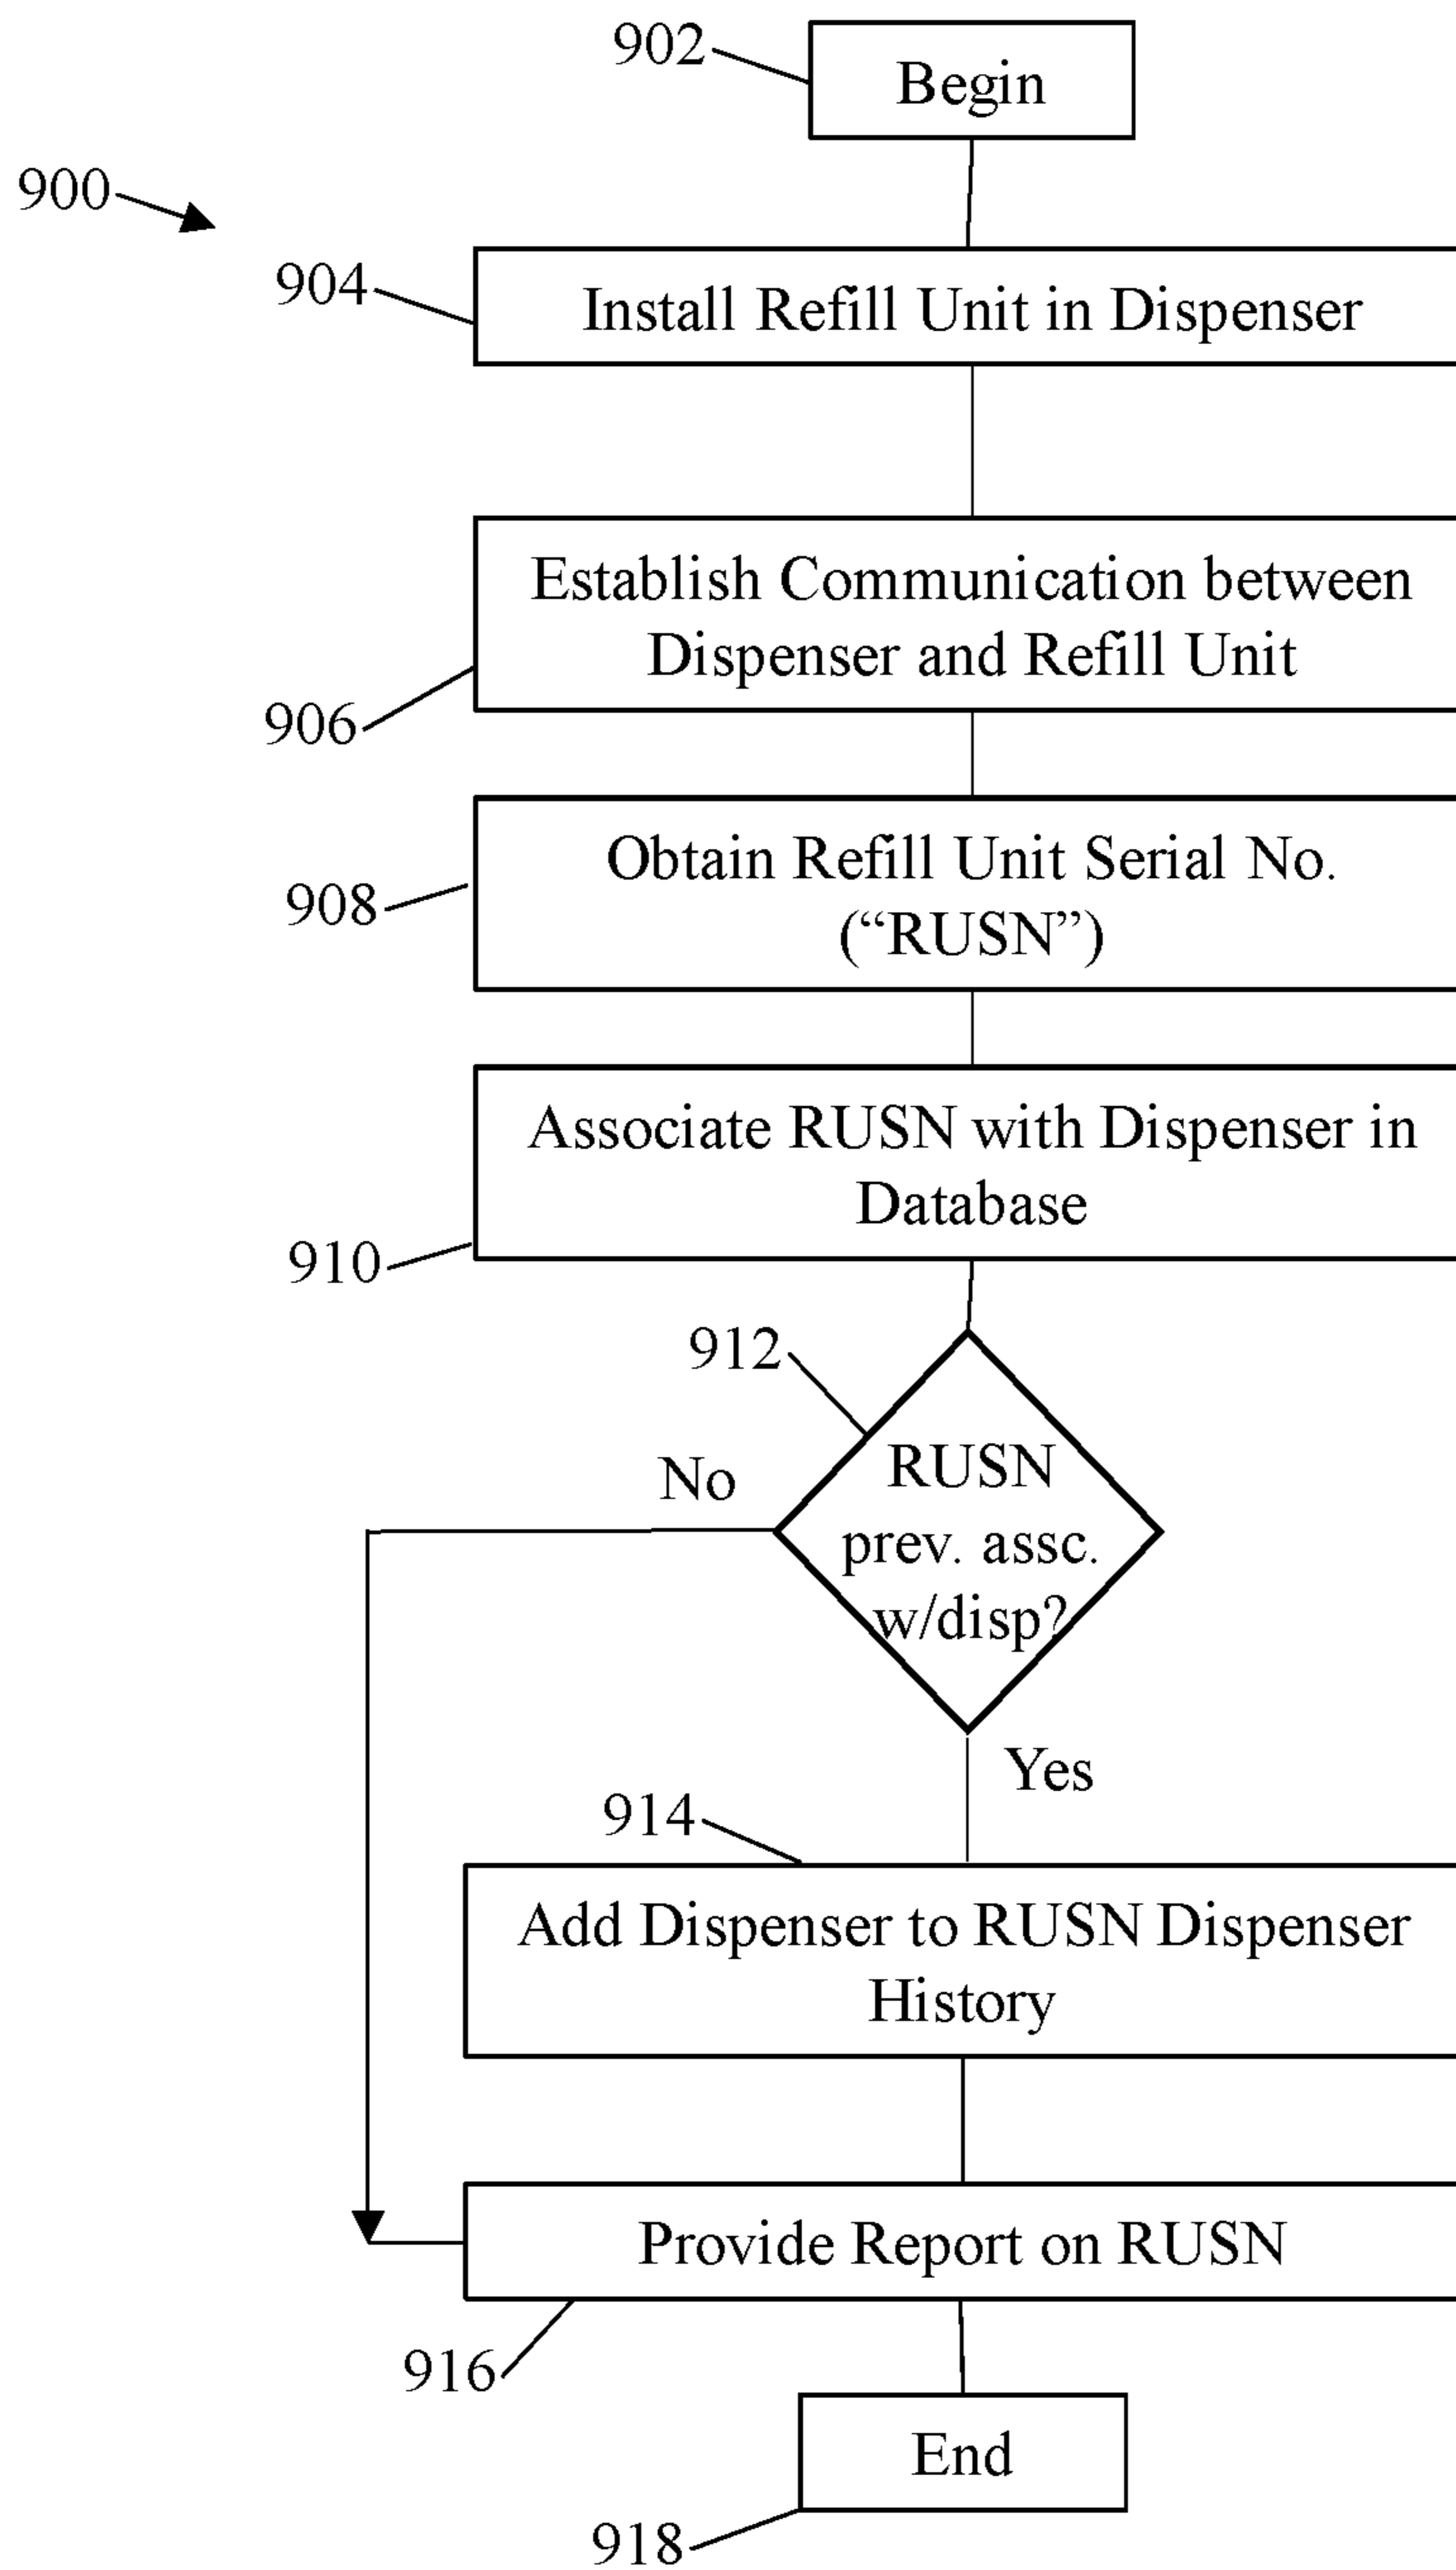 902
Begin
900
904
Install Refill Unit in Dispenser
Establish Communication between
Dispenser and Refill Unit
906
Obtain Refill Unit Serial No.
(“RUSN”)
908
Associate RUSN with Dispenser in
Database
910
912
No
RUSN
prev. assc.
w/disp?
Yes
914
Add Dispenser to RUSN Dispenser
History
Provide Report on RUSN
916
End
918